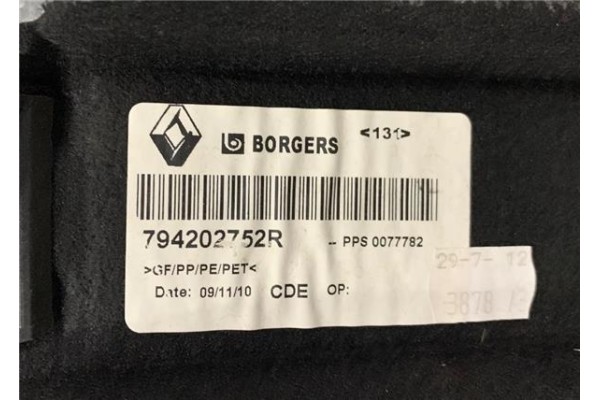 BORGERS <131>
794202752R -- PPS 0077782
>GF/PP/PE/PET<
Date: 09/11/10 CDE OP:
29-7- 12
3878